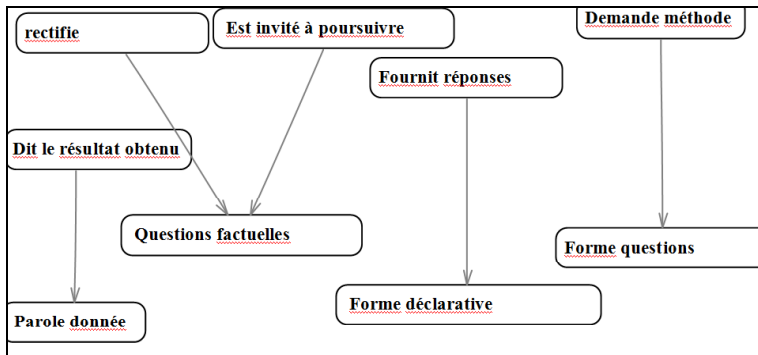 rectifie
Est invité à poursuivre
Demande méthode
Fournit réponses
Dit le résultat obtenu
Questions factuelles
Forme questions
Forme déclarative
Parole donnée